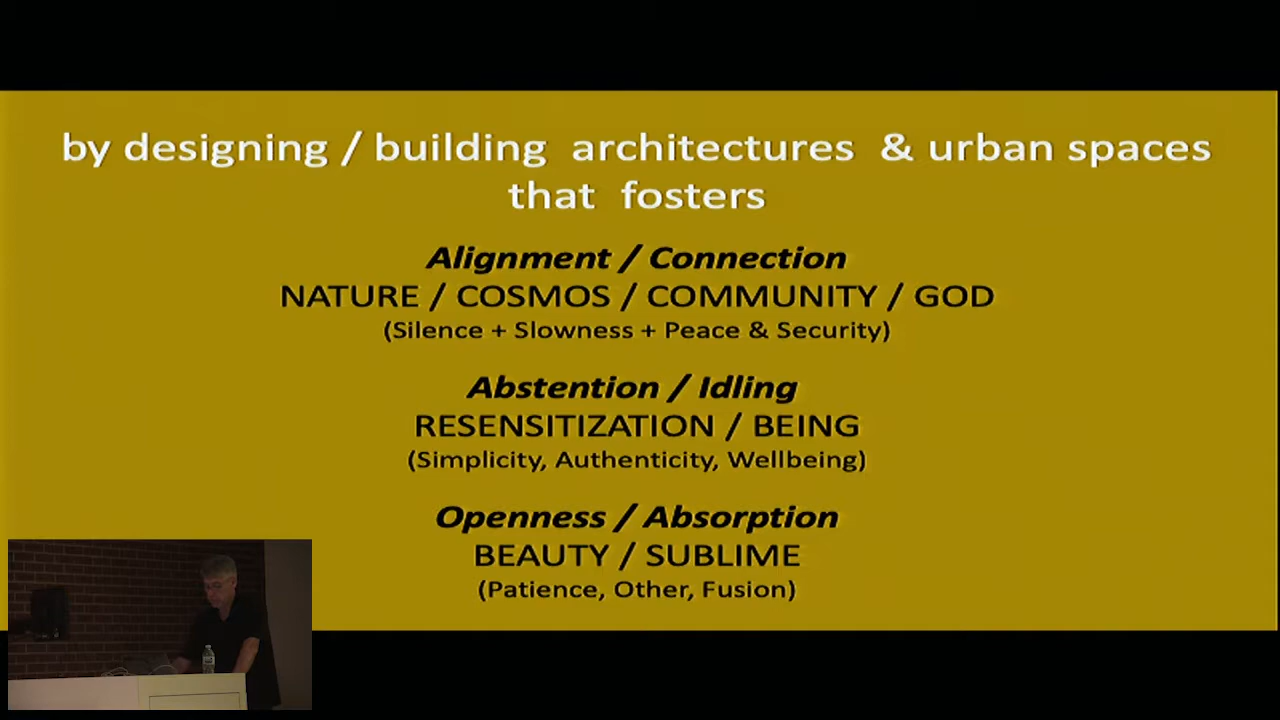 by designing / building architectures & urban spaces
that fosters
Alignment / Connection
NATURE / COSMOS / COMMUNITY / GOD
(Silence + Slowness + Peace & Security)
Abstention / Idling
RESENSITIZATION / BEING
(Simplicity, Authenticity, Wellbeing)
Openness / Absorption
BEAUTY / SUBLIME
(Patience, Other, Fusion)